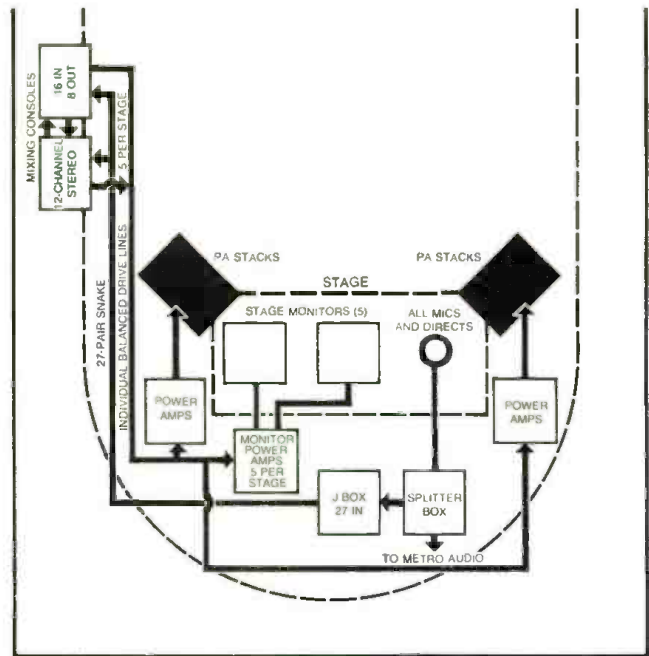 16 IN
8 OUT
MIXING CONSOLES
12-CHANNEL
STEREO
5 PER STAGE
INDIVIDUAL BALANCED DRIVE LINES
27-PAIR SNAKE
PA STACKS
PA STACKS
STAGE
STAGE MONITORS (5)
ALL MICS
AND DIRECTS
POWER
AMPS
POWER
AMPS
MONITOR
POWER
AMPS
5 PER
STAGE
J BOX
27 IN
SPLITTER
BOX
TO METRO AUDIO